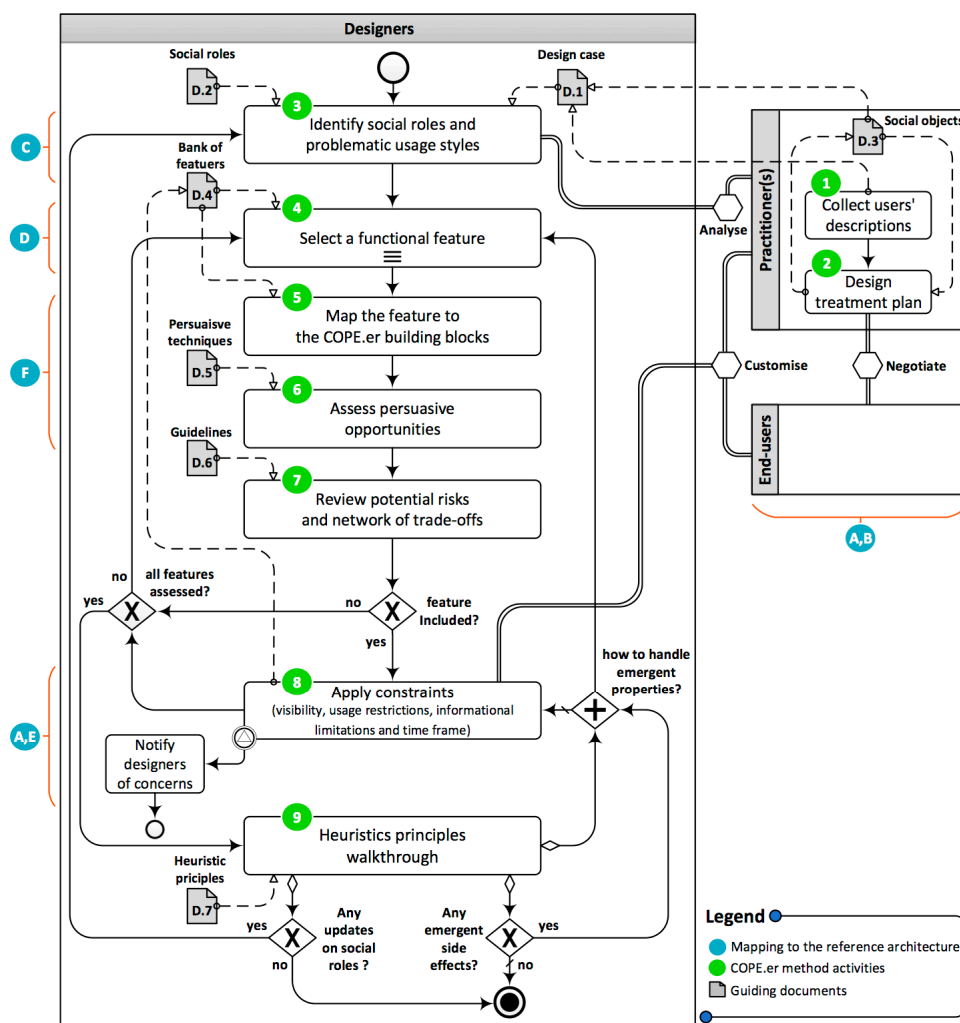 Designers
Social roles
D.2
Design case
D.1
3
Identify social roles and
problematic usage styles
C
Bank of
featuers
D.4
4
Select a functional feature
D
5
Map the feature to
the COPE.er building blocks
Persuaisve
techniques
D.5
F
6
Assess persuasive
opportunities
Guidelines
D.6
7
Review potential risks
and network of trade-offs
no
all features
assessed?
yes
X
no
X
feature
Included?
yes
how to handle
emergent
properties?
8
Apply constraints
(visibility, usage restrictions, informational
limitations and time frame)
A,E
Notify
designers
of concerns
9
Heuristics principles
walkthrough
Heuristic
priciples
D.7
yes
X
no
Any
updates
on social
roles ?
Any
emergent
side
effects?
X
yes
no
Practitioner(s)
Social objects
D.3
1
Collect users'
descriptions
2
Design
treatment plan
Analyse
Customise
Negotiate
End-users
A,B
Legend
Mapping to the reference architecture
COPE.er method activities
Guiding documents